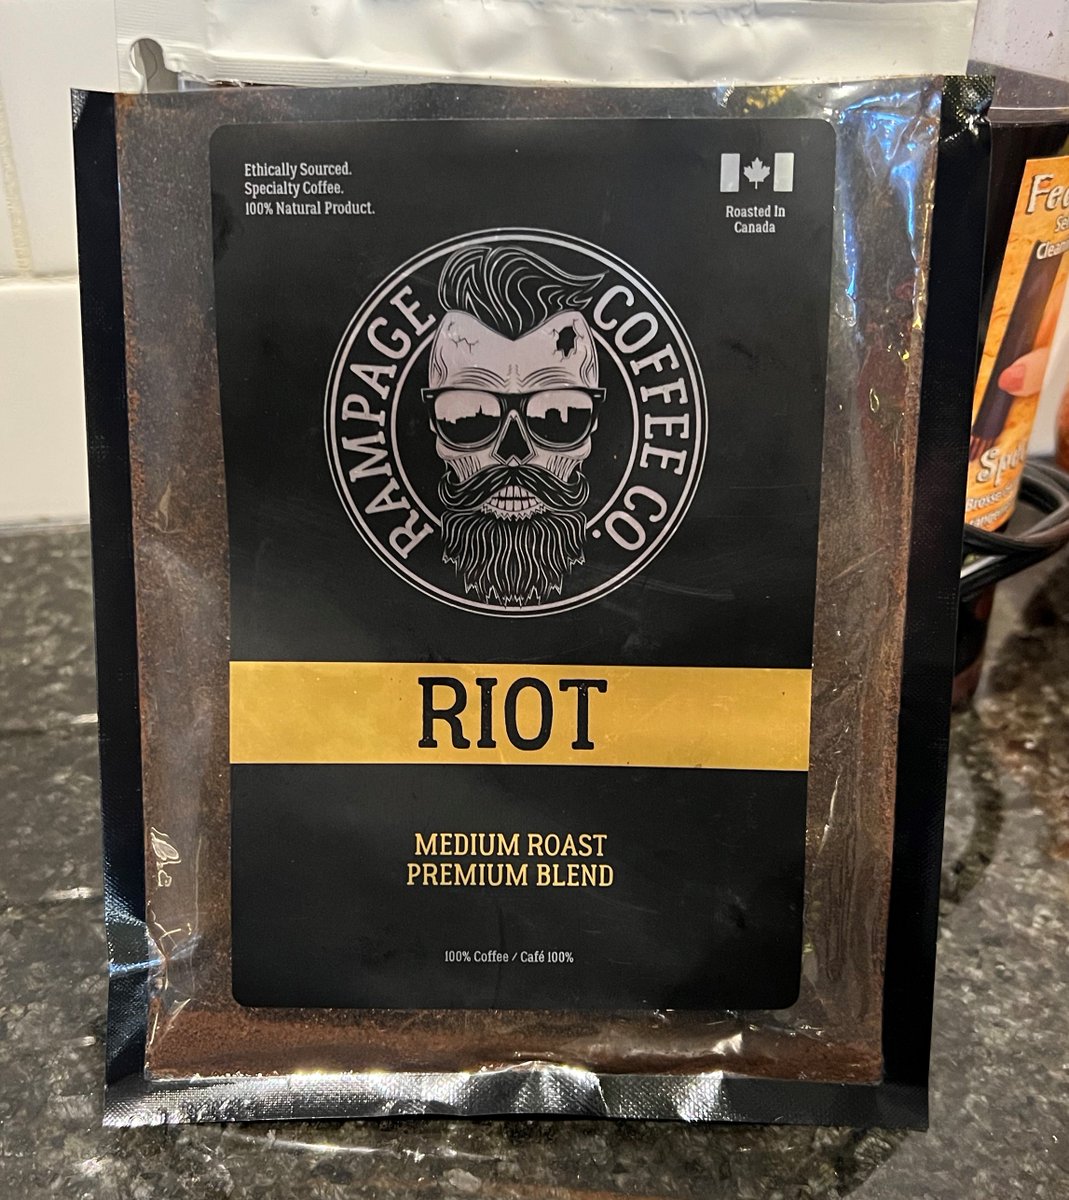 Ethically Sourced.
Specialty Coffee.
100% Natural Product.
Roasted In
Canada
RAMPAGE COFFEE CO.
RIOT
MEDIUM ROAST
PREMIUM BLEND
100% Coffee / Café 100%